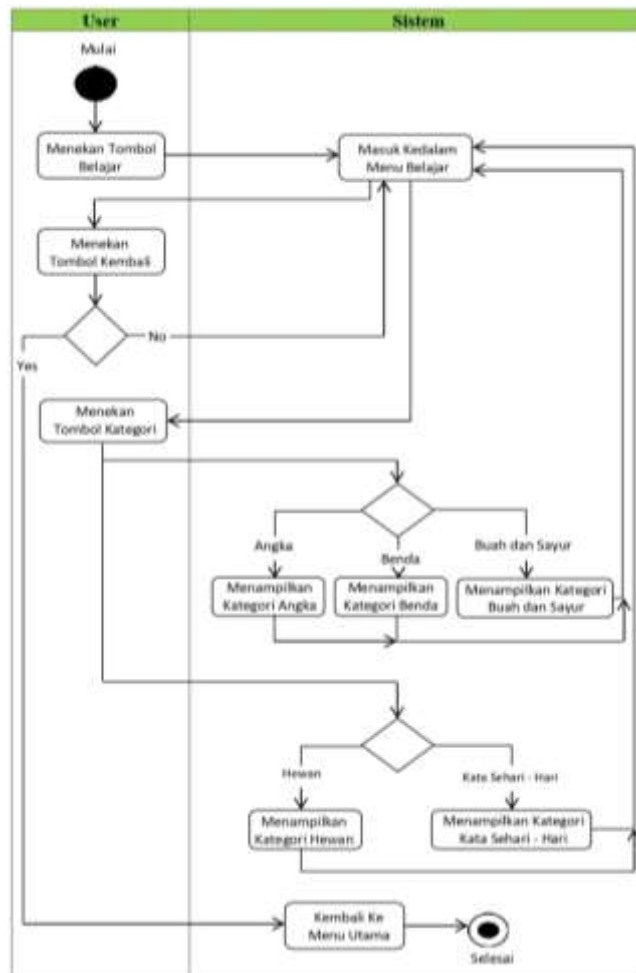 User
Sistem
Mulai
Menekan Tombol
Belajar
Masuk Kedalam
Menu Belajar
Menekan
Tombol Kembali
No
Yes
Menekan
Tombol Kategori
Angka
Benda
Buah dan Sayur
Menampilkan
Kategori Angka
Menampilkan
Kategori Benda
Menampilkan Kategori
Buah dan Sayur
Hewan
Kata Sehari - Hari
Menampilkan
Kategori Hewan
Menampilkan Kategori
Kata Sehari - Hari
Kembali Ke
Menu Utama
Selesai